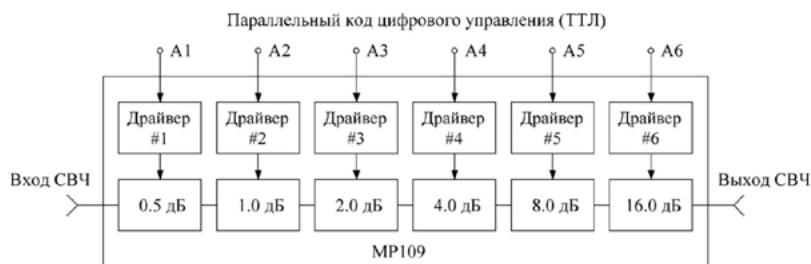 Параллельный код цифрового управления (ТТЛ)
A1 A2 A3 A4 A5 A6
Драйвер #1 Драйвер #2 Драйвер #3 Драйвер #4 Драйвер #5 Драйвер #6
Вход СВЧ Выход СВЧ
0.5 дБ 1.0 дБ 2.0 дБ 4.0 дБ 8.0 дБ 16.0 дБ
МР109